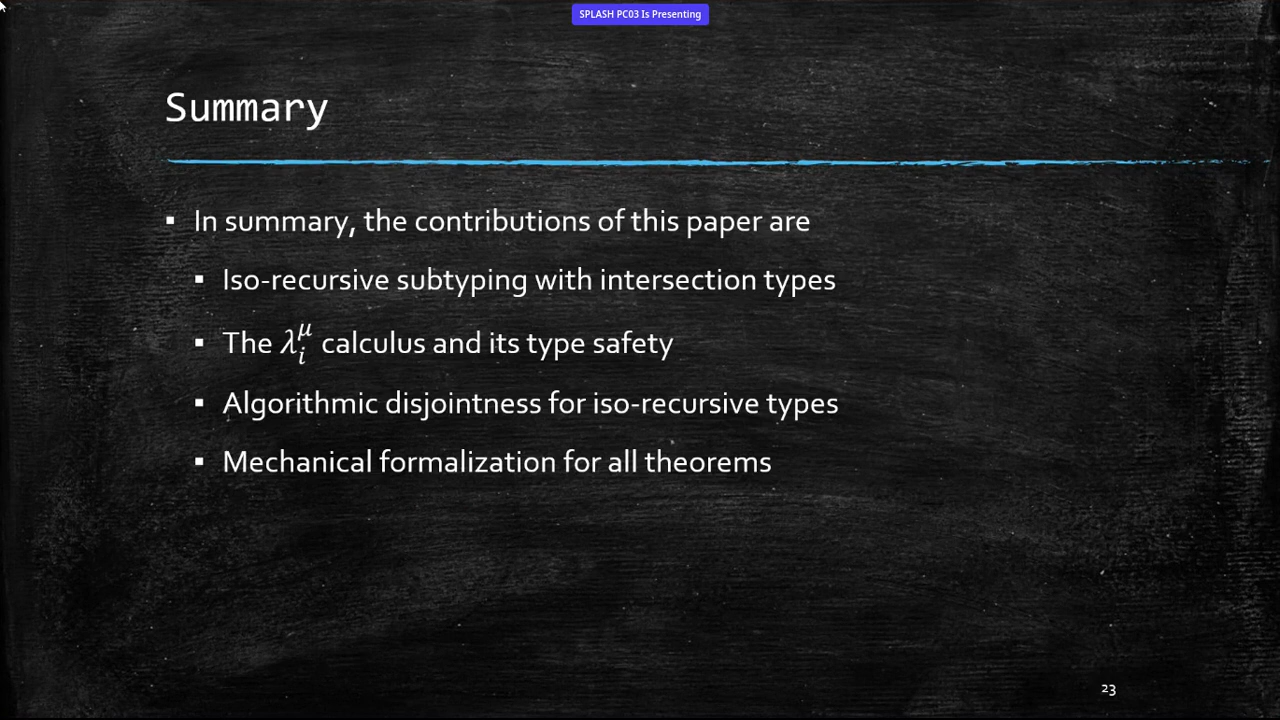 SPLASH PC03 Is Presenting
Summary
▪ In summary, the contributions of this paper are
▪ Iso-recursive subtyping with intersection types
▪ The λᵢᵘ calculus and its type safety
▪ Algorithmic disjointness for iso-recursive types
▪ Mechanical formalization for all theorems
23